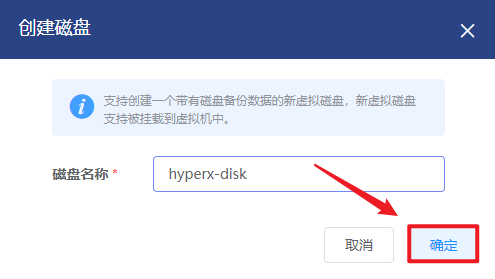 创建磁盘
支持创建一个带有磁盘备份数据的新虚拟磁盘，新虚拟磁盘
支持被挂载到虚拟机中。
磁盘名称 * hyperx-disk
取消 确定